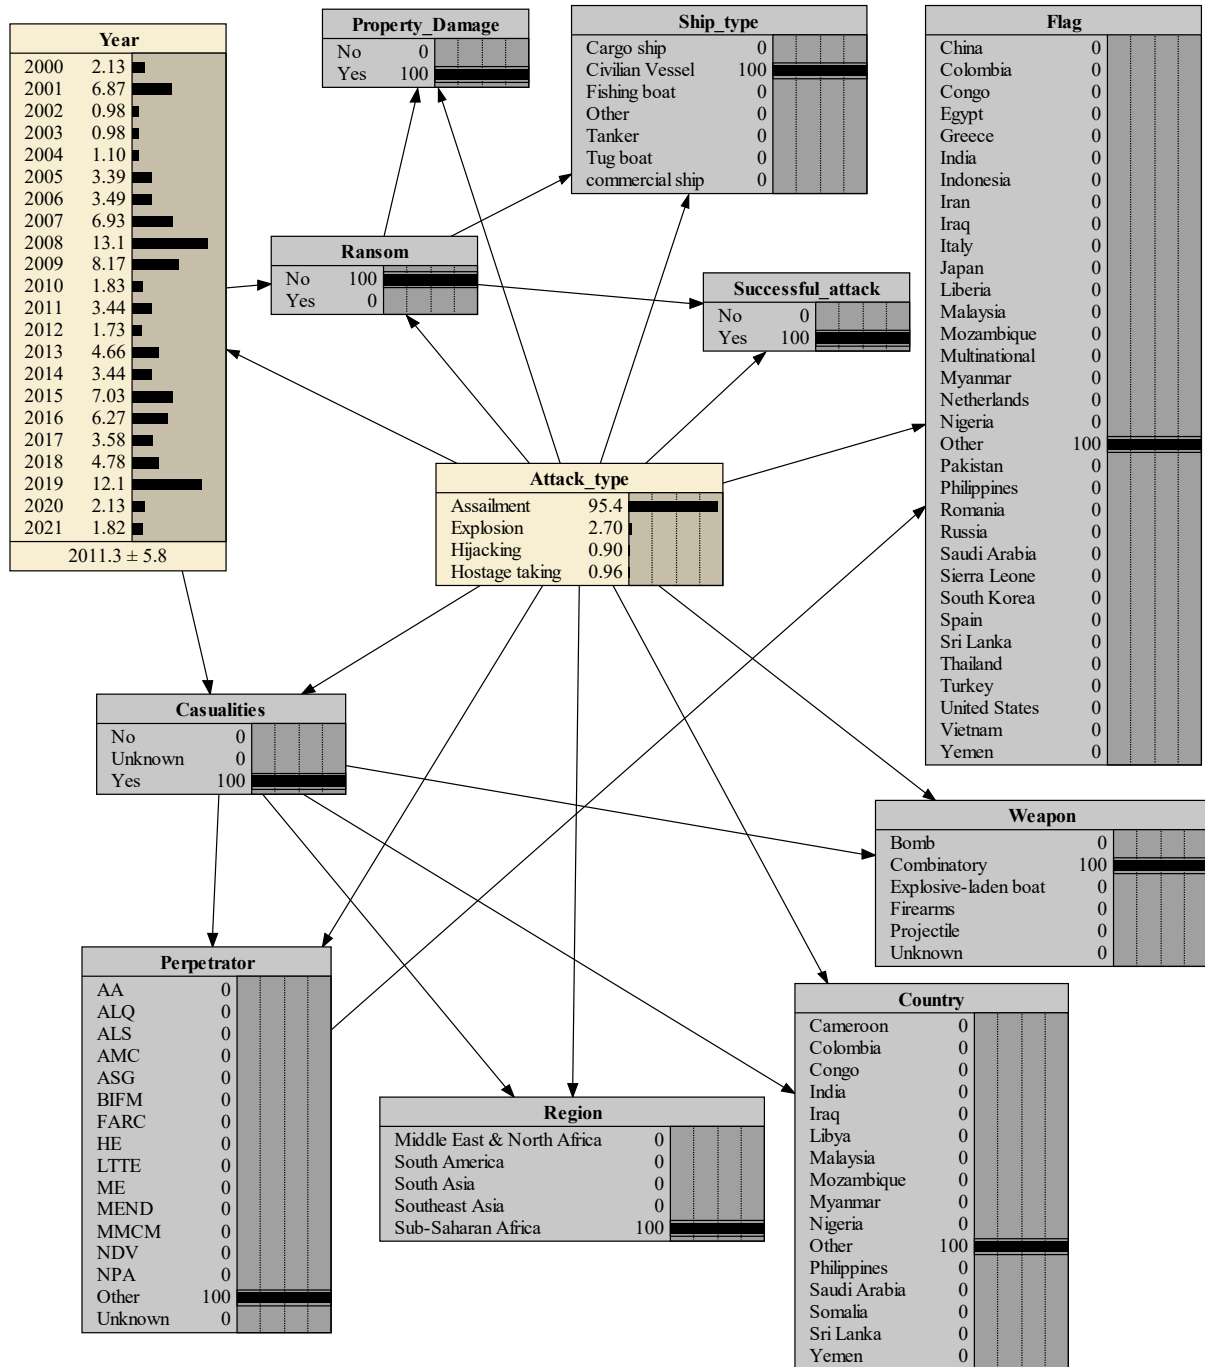 Year
2000 2.13
2001 6.87
2002 0.98
2003 0.98
2004 1.10
2005 3.39
2006 3.49
2007 6.93
2008 13.1
2009 8.17
2010 1.83
2011 3.44
2012 1.73
2013 4.66
2014 3.44
2015 7.03
2016 6.27
2017 3.58
2018 4.78
2019 12.1
2020 2.13
2021 1.82
2011.3 ± 5.8
Property_Damage
No 0
Yes 100
Ship_type
Cargo ship 0
Civilian Vessel 100
Fishing boat 0
Other 0
Tanker 0
Tug boat 0
commercial ship 0
Flag
China 0
Colombia 0
Congo 0
Egypt 0
Greece 0
India 0
Indonesia 0
Iran 0
Iraq 0
Italy 0
Japan 0
Liberia 0
Malaysia 0
Mozambique 0
Multinational 0
Myanmar 0
Netherlands 0
Nigeria 0
Other 100
Pakistan 0
Philippines 0
Romania 0
Russia 0
Saudi Arabia 0
Sierra Leone 0
South Korea 0
Spain 0
Sri Lanka 0
Thailand 0
Turkey 0
United States 0
Vietnam 0
Yemen 0
Ransom
No 100
Yes 0
Successful_attack
No 0
Yes 100
Attack_type
Assailment 95.4
Explosion 2.70
Hijacking 0.90
Hostage taking 0.96
Casualities
No 0
Unknown 0
Yes 100
Weapon
Bomb 0
Combinatory 100
Explosive-laden boat 0
Firearms 0
Projectile 0
Unknown 0
Perpetrator
AA 0
ALQ 0
ALS 0
AMC 0
ASG 0
BIFM 0
FARC 0
HE 0
LTTE 0
ME 0
MEND 0
MMCM 0
NDV 0
NPA 0
Other 100
Unknown 0
Region
Middle East & North Africa 0
South America 0
South Asia 0
Southeast Asia 0
Sub-Saharan Africa 100
Country
Cameroon 0
Colombia 0
Congo 0
India 0
Iraq 0
Libya 0
Malaysia 0
Mozambique 0
Myanmar 0
Nigeria 0
Other 100
Philippines 0
Saudi Arabia 0
Somalia 0
Sri Lanka 0
Yemen 0